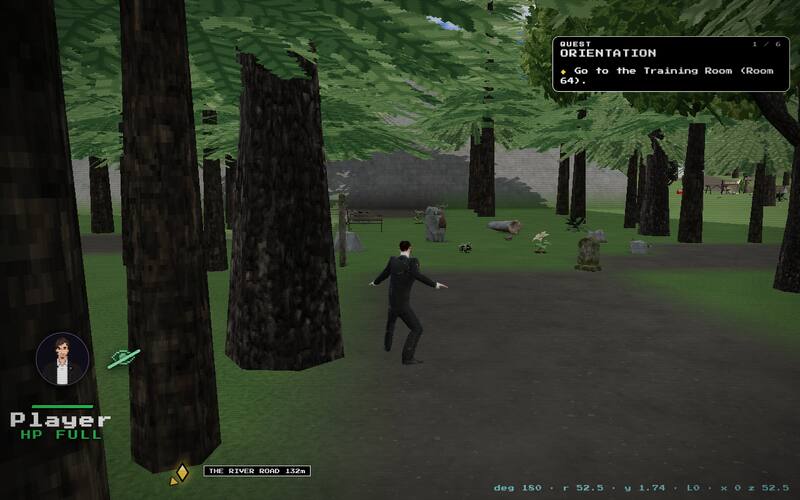 QUEST 1 / 6
ORIENTATION
Go to the Training Room (Room
64).
Player
HP FULL
THE RIVER ROAD 132m
deg 180 · r 52.5 · y 1.74 · L0 · x 0 z 52.5